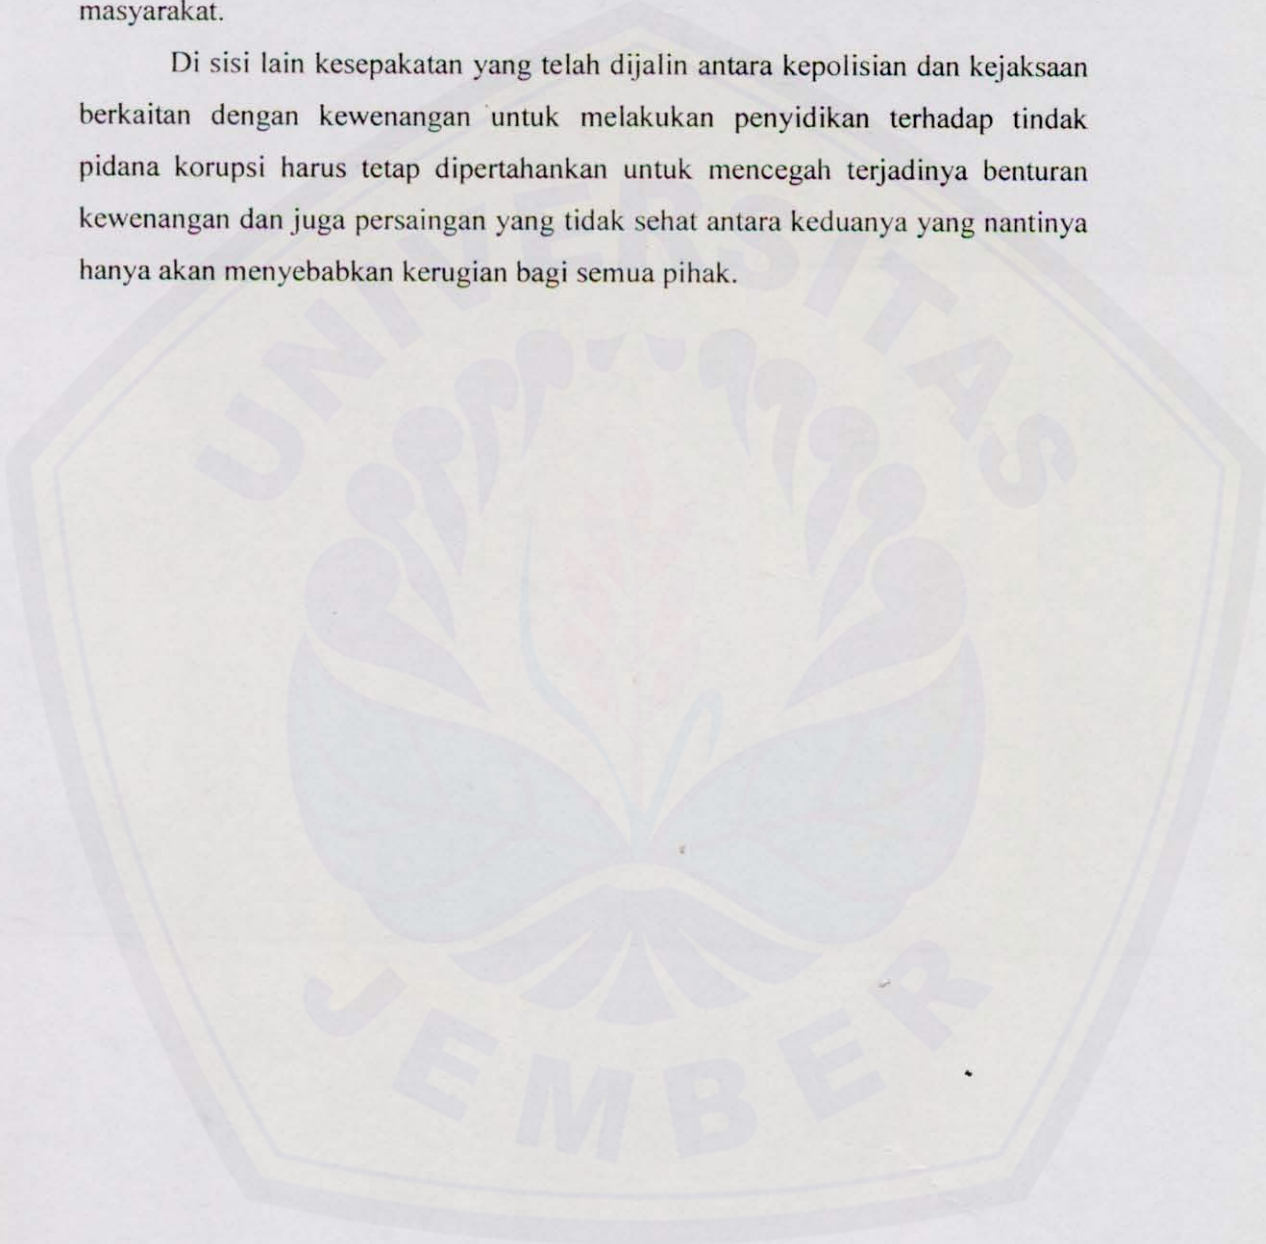 masyarakat.
Di sisi lain kesepakatan yang telah dijalin antara kepolisian dan kejaksaan
berkaitan dengan kewenangan untuk melakukan penyidikan terhadap tindak
pidana korupsi harus tetap dipertahankan untuk mencegah terjadinya benturan
kewenangan dan juga persaingan yang tidak sehat antara keduanya yang nantinya
hanya akan menyebabkan kerugian bagi semua pihak.
UNIVERSITAS
JEMBER